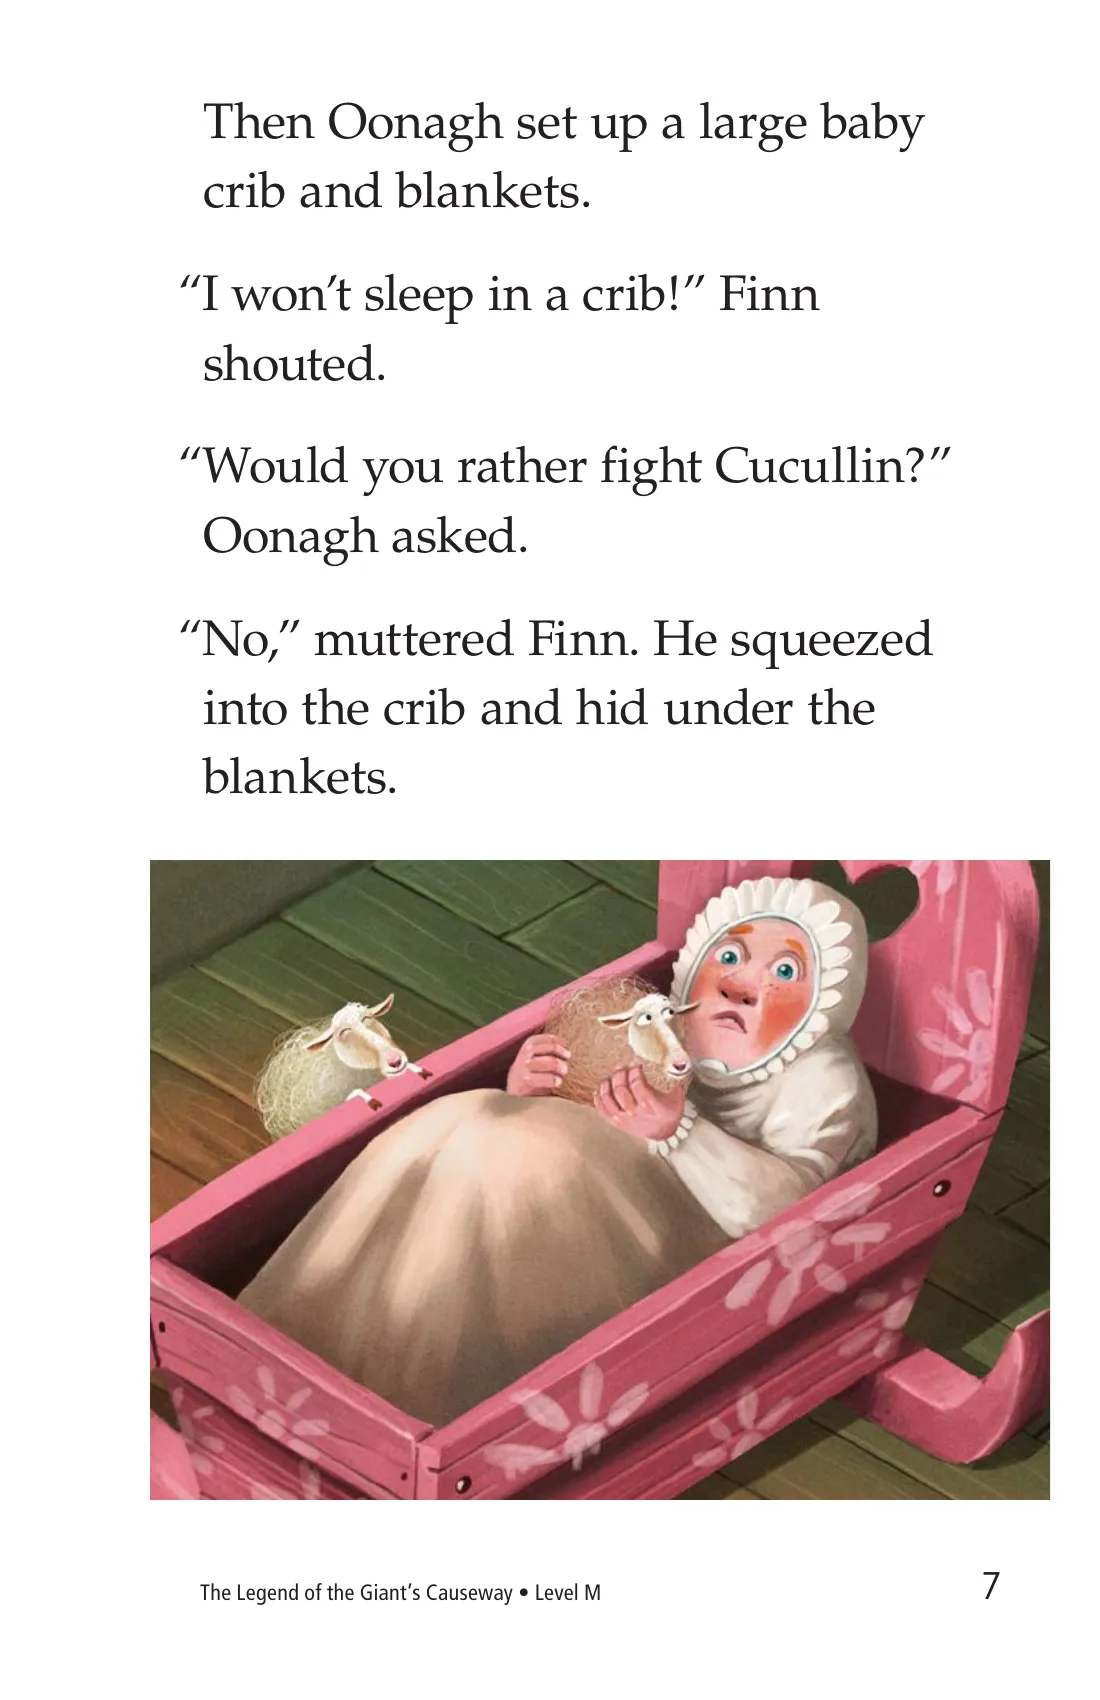 Then Oonagh set up a large baby
crib and blankets.
“I won’t sleep in a crib!” Finn
shouted.
“Would you rather fight Cucullin?”
Oonagh asked.
“No,” muttered Finn. He squeezed
into the crib and hid under the
blankets.
The Legend of the Giant’s Causeway • Level M
7